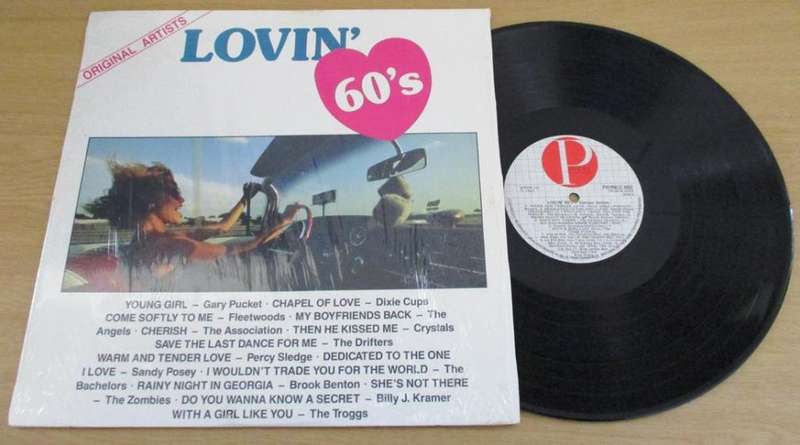 ORIGINAL ARTISTS
LOVIN'
60's
YOUNG GIRL – Gary Pucket · CHAPEL OF LOVE – Dixie Cups
COME SOFTLY TO ME – Fleetwoods · MY BOYFRIENDS BACK – The
Angels · CHERISH – The Association · THEN HE KISSED ME – Crystals
SAVE THE LAST DANCE FOR ME – The Drifters
WARM AND TENDER LOVE – Percy Sledge · DEDICATED TO THE ONE
I LOVE – Sandy Posey · I WOULDN'T TRADE YOU FOR THE WORLD – The
Bachelors · RAINY NIGHT IN GEORGIA – Brook Benton · SHE'S NOT THERE
– The Zombies · DO YOU WANNA KNOW A SECRET – Billy J. Kramer
WITH A GIRL LIKE YOU – The Troggs
P